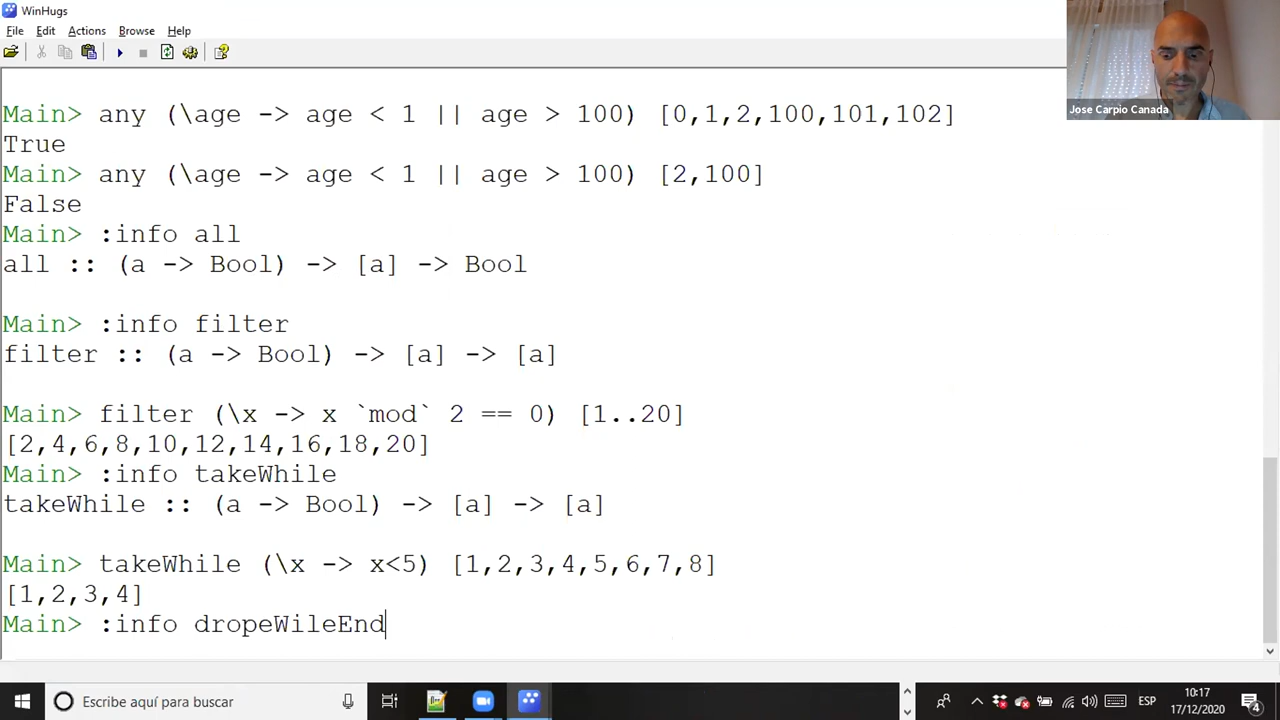 WinHugs
File Edit Actions Browse Help
Jose Carpio Canada
Main> any (\age -> age < 1 || age > 100) [0,1,2,100,101,102]
True
Main> any (\age -> age < 1 || age > 100) [2,100]
False
Main> :info all
all :: (a -> Bool) -> [a] -> Bool
Main> :info filter
filter :: (a -> Bool) -> [a] -> [a]
Main> filter (\x -> x `mod` 2 == 0) [1..20]
[2,4,6,8,10,12,14,16,18,20]
Main> :info takeWhile
takeWhile :: (a -> Bool) -> [a] -> [a]
Main> takeWhile (\x -> x<5) [1,2,3,4,5,6,7,8]
[1,2,3,4]
Main> :info dropeWileEnd
Escribe aquí para buscar
ESP
10:17
17/12/2020
4